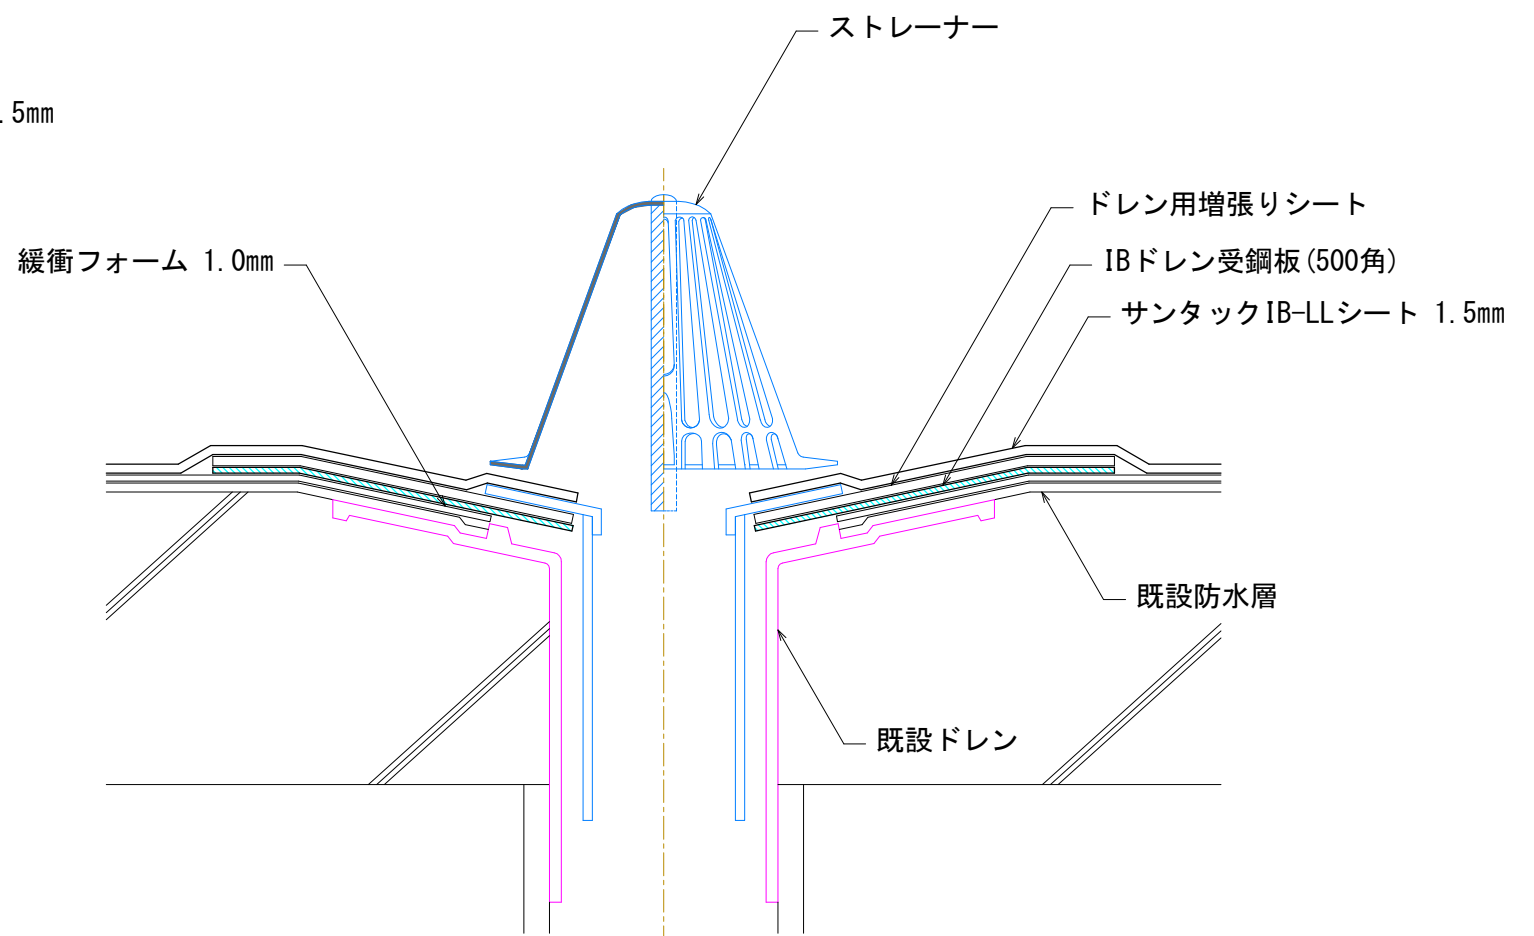 ストレーナー
.5mm
ドレン用増張りシート
緩衝フォーム 1.0mm
IBドレン受鋼板(500角)
サンタックIB-LLシート 1.5mm
既設防水層
既設ドレン